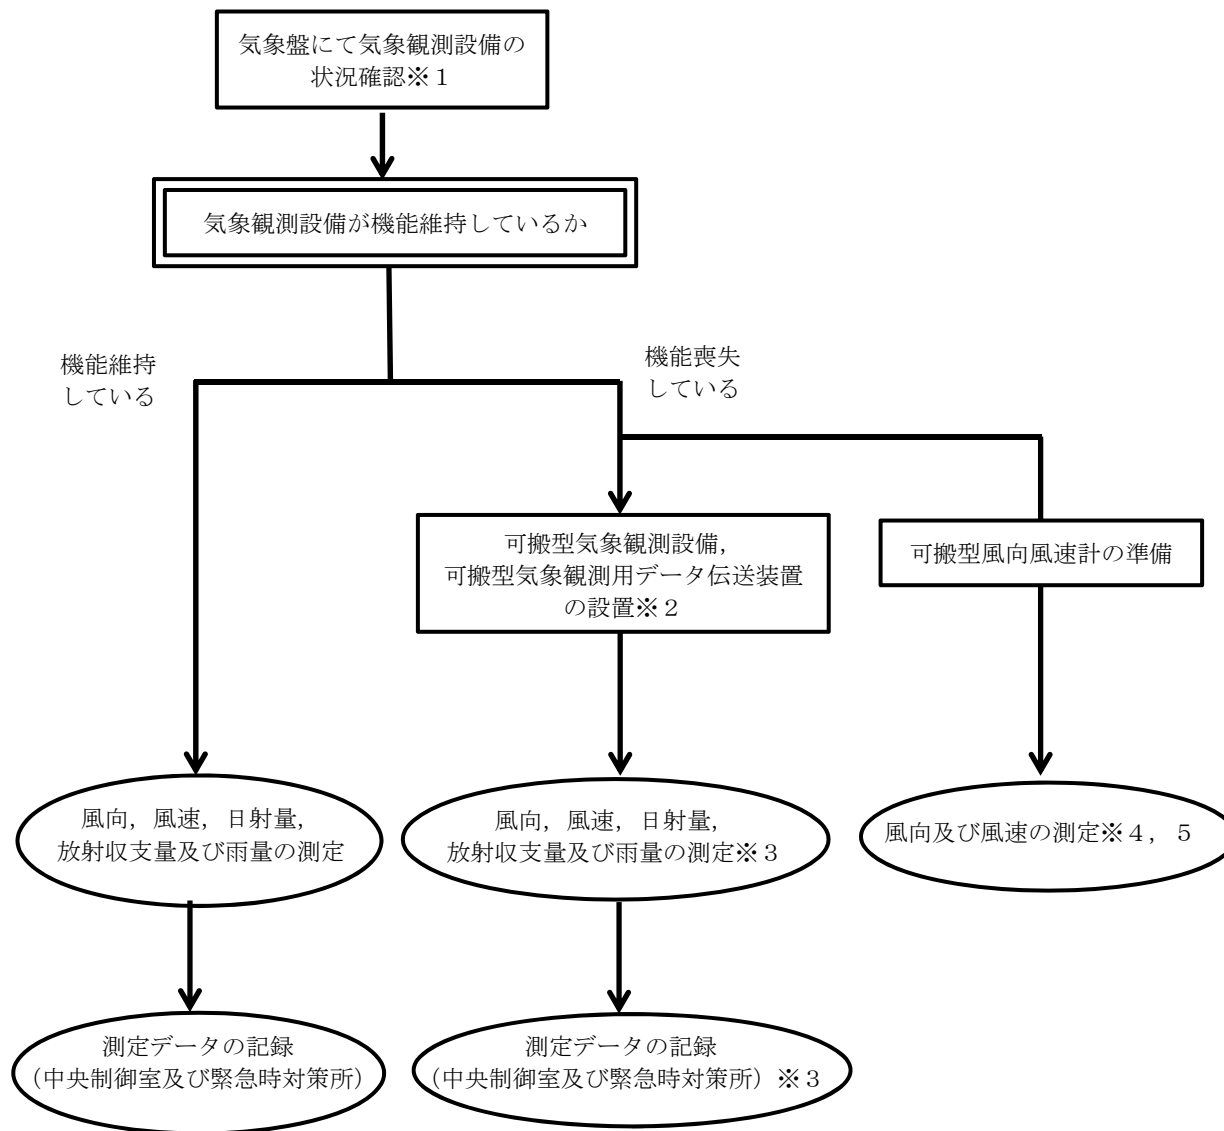 気象盤にて気象観測設備の
状況確認※１
気象観測設備が機能維持しているか
機能維持
している
機能喪失
している
可搬型気象観測設備，
可搬型気象観測用データ伝送装置
の設置※２
可搬型風向風速計の準備
風向，風速，日射量，
放射収支量及び雨量の測定
風向，風速，日射量，
放射収支量及び雨量の測定※３
風向及び風速の測定※４，５
測定データの記録
（中央制御室及び緊急時対策所）
測定データの記録
（中央制御室及び緊急時対策所）※３